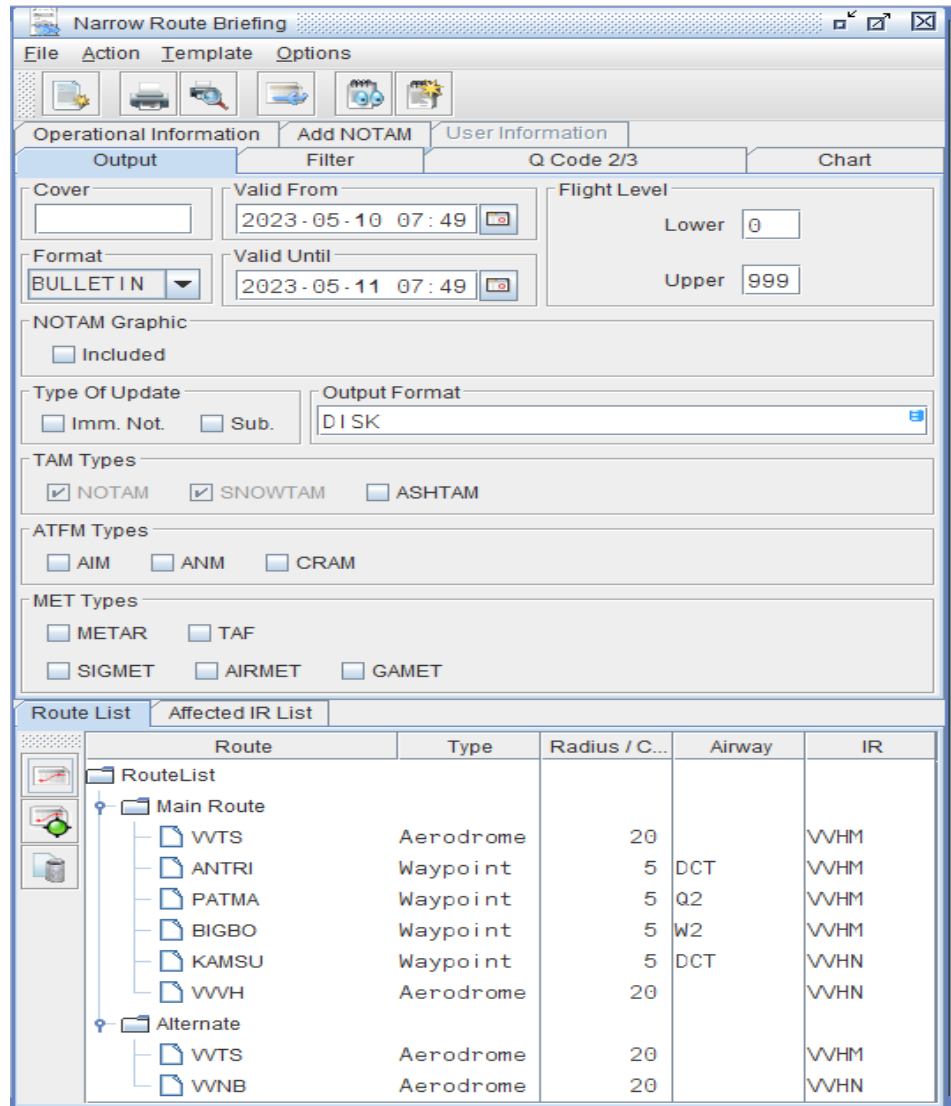 Narrow Route Briefing
File Action Template Options
Operational Information Add NOTAM User Information
Output Filter Q Code 2/3 Chart
Cover Valid From Flight Level
2023-05-10 07:49 Lower 0
Format Valid Until
BULLETIN 2023-05-11 07:49 Upper 999
NOTAM Graphic
Included
Type Of Update Output Format
Imm. Not. Sub. DISK
TAM Types
NOTAM SNOWTAM ASHTAM
ATFM Types
AIM ANM CRAM
MET Types
METAR TAF
SIGMET AIRMET GAMET
Route List Affected IR List
Route Type Radius / C... Airway IR
RouteList
Main Route
VVTS Aerodrome 20 VVHM
ANTRI Waypoint 5 DCT VVHM
PATMA Waypoint 5 Q2 VVHM
BIGBO Waypoint 5 W2 VVHM
KAMSU Waypoint 5 DCT VVHN
VVVH Aerodrome 20 VVHN
Alternate
VVTS Aerodrome 20 VVHM
VVNB Aerodrome 20 VVHN